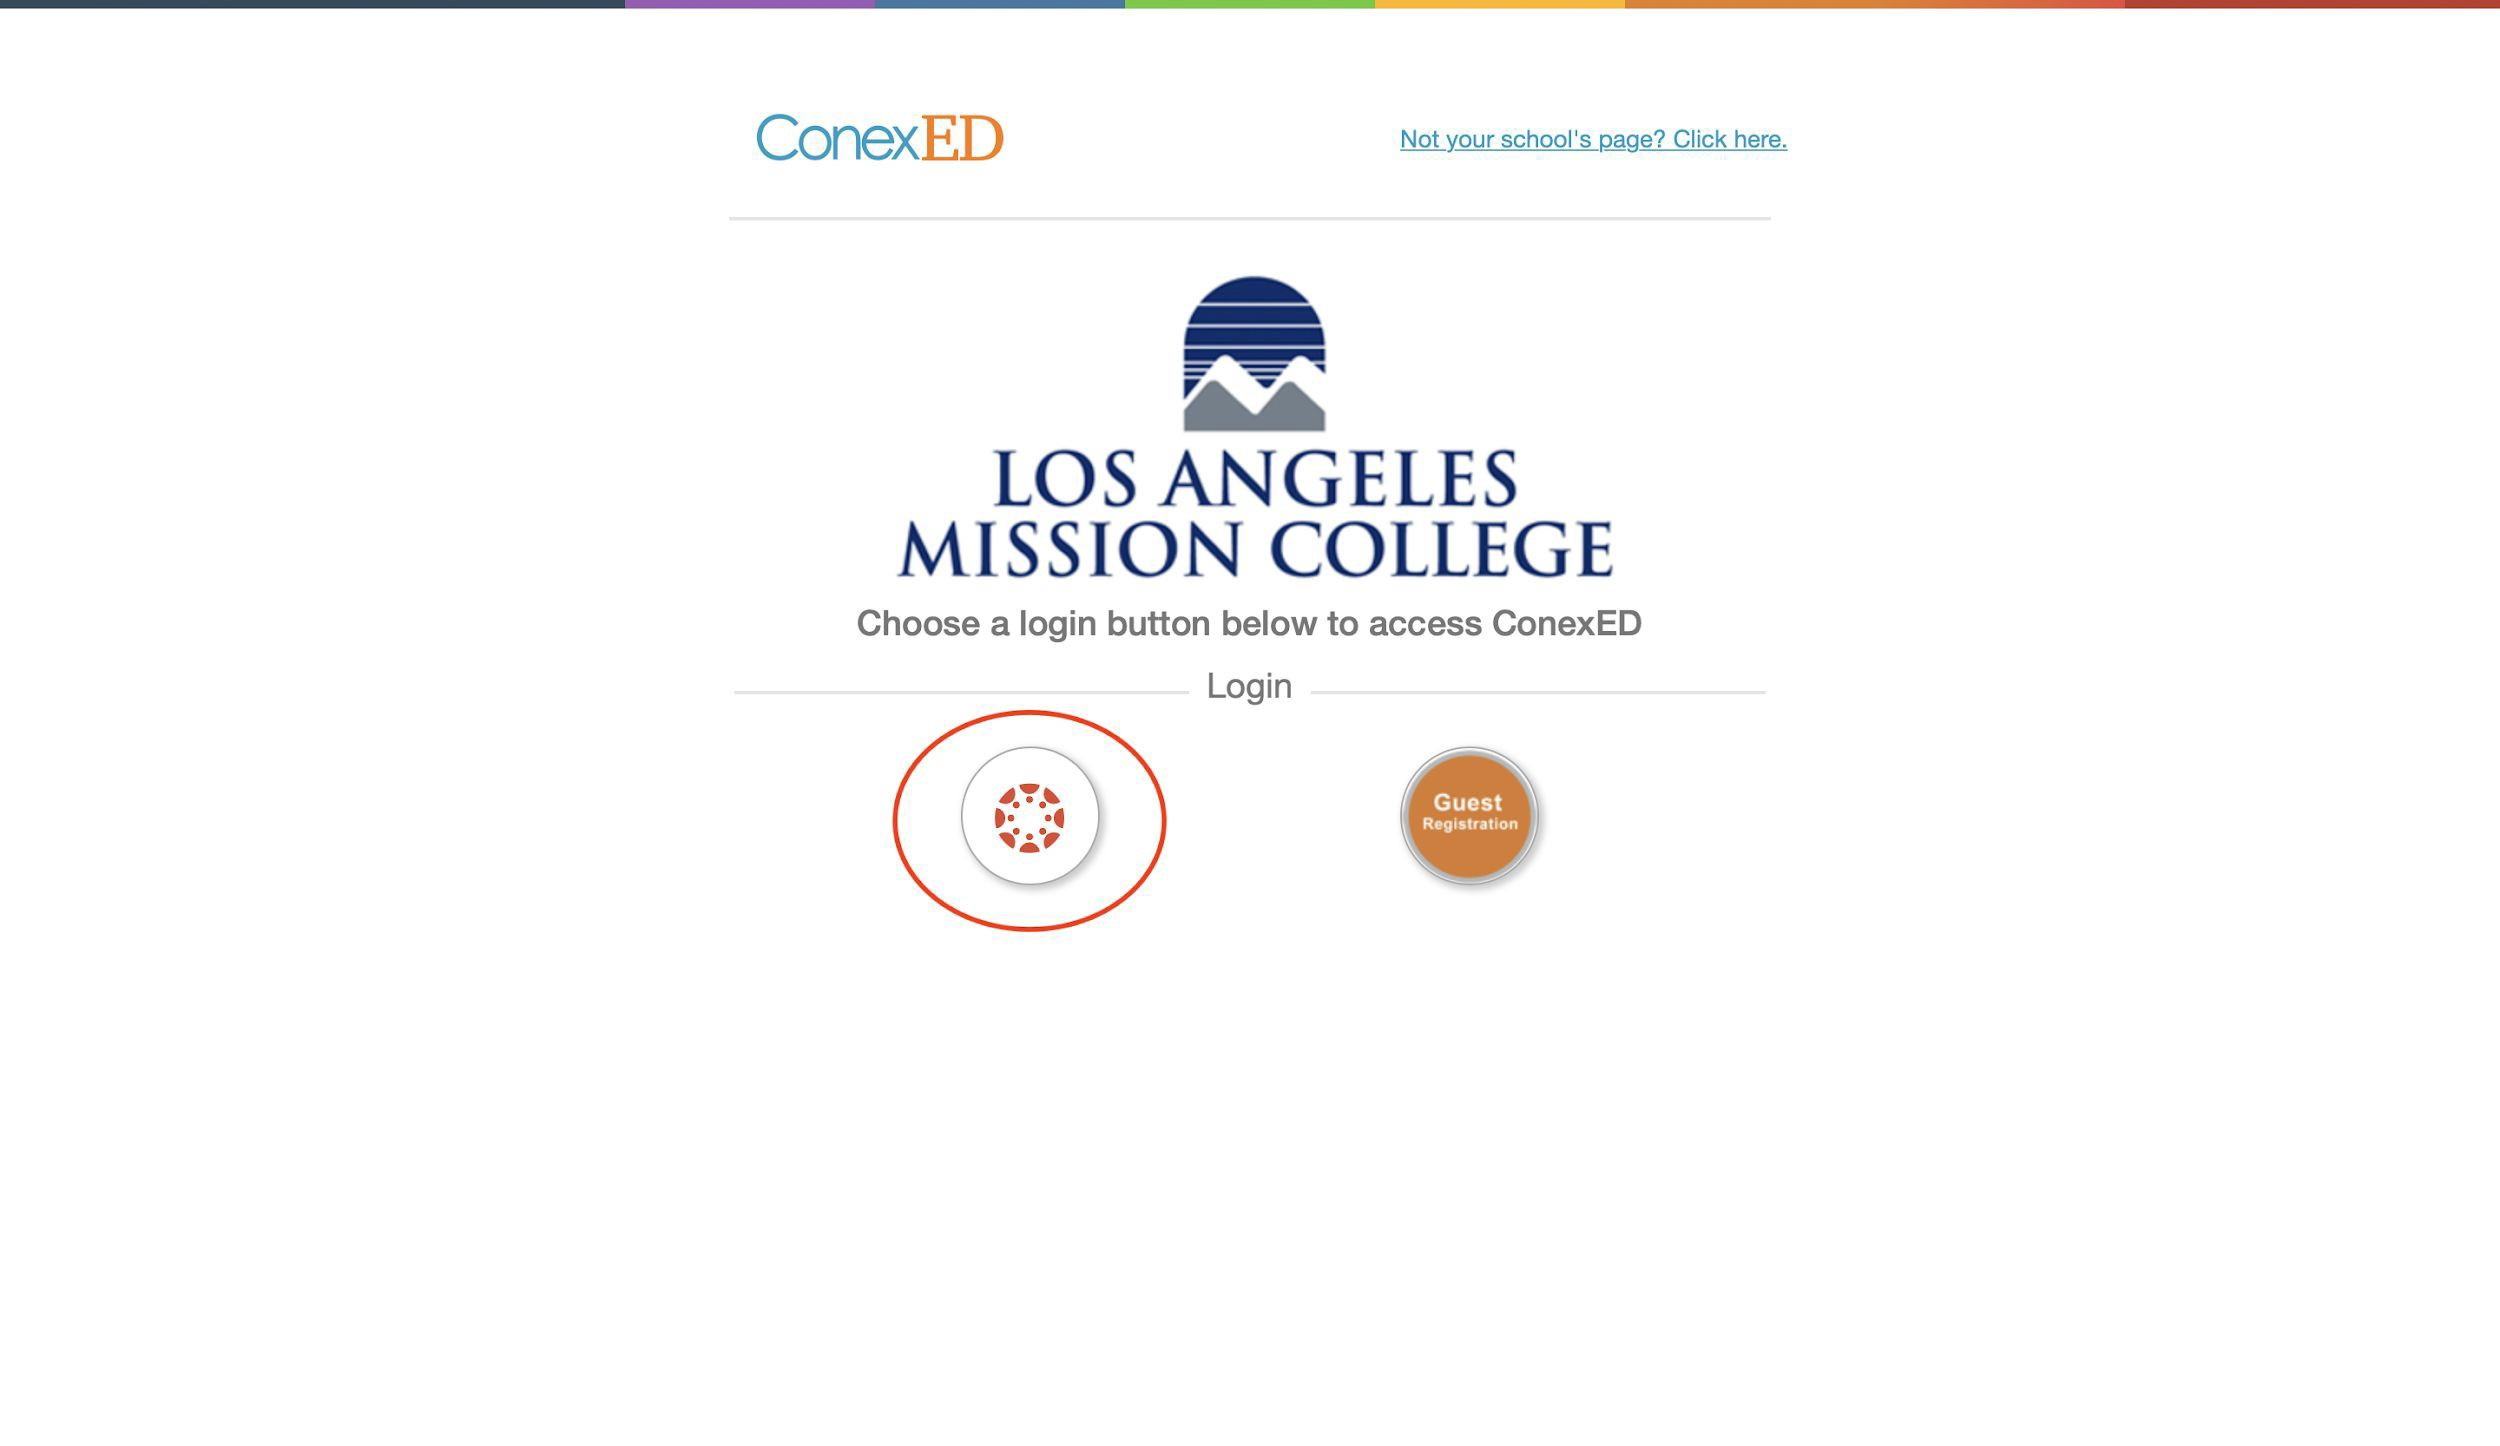 ConexED
Not your school's page? Click here.
LOS ANGELES
MISSION COLLEGE
Choose a login button below to access ConexED
Login
Guest
Registration